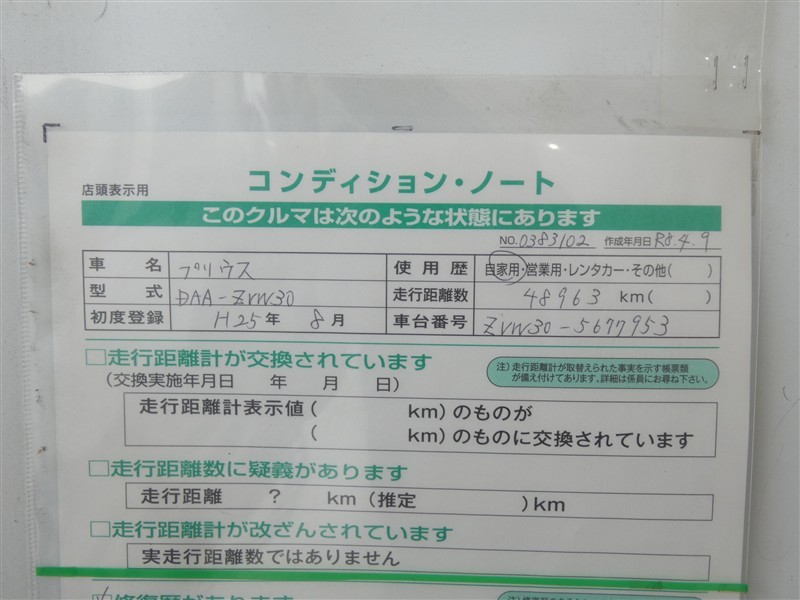 店頭表示用 コンディション・ノート
このクルマは次のような状態にあります
NO. 0383102 作成年月日 R8.4.9
車名 プリウス 使用歴 自家用・営業用・レンタカー・その他( )
型式 DAA-ZVW30 走行距離数 48963 km( )
初度登録 H25年 8月 車台番号 ZVW30-5677953
□走行距離計が交換されています
(交換実施年月日 年 月 日)
注)走行距離計が取替えられた事実を示す帳票類
が備え付けてあります。詳細は係員にお尋ね下さい。
走行距離計表示値( km)のものが
( km)のものに交換されています
□走行距離数に疑義があります
走行距離 ? km(推定 )km
□走行距離計が改ざんされています
実走行距離数ではありません
修復歴があります